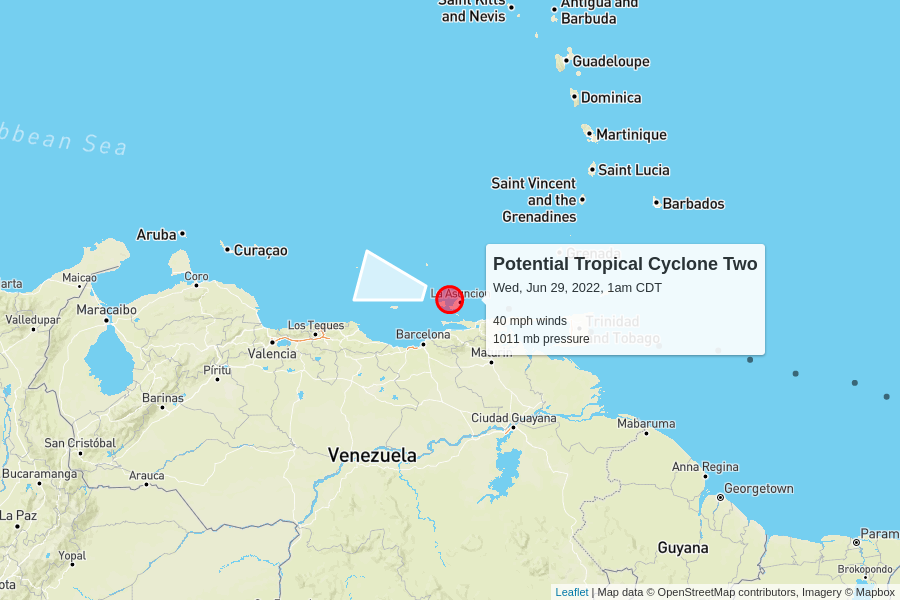 Saint Kitts
and Nevis
Antigua and
Barbuda
Guadeloupe
Dominica
bbean Sea
Martinique
Saint Lucia
Saint Vincent
and the
Grenadines
Barbados
Aruba
Curaçao
Grenada
Potential Tropical Cyclone Two
Wed, Jun 29, 2022, 1am CDT
40 mph winds
1011 mb pressure
Trinidad
and Tobago
arta
Maicao
Coro
La Asunción
Maracaibo
Valledupar
Los Teques
Barcelona
Valencia
Maturín
Píritu
Barinas
Ciudad Guayana
Mabaruma
San Cristóbal
Venezuela
Bucaramanga
Arauca
Anna Regina
Georgetown
La Paz
Param
Yopal
Guyana
Brokopondo
ota
Leaflet | Map data © OpenStreetMap contributors, Imagery © Mapbox